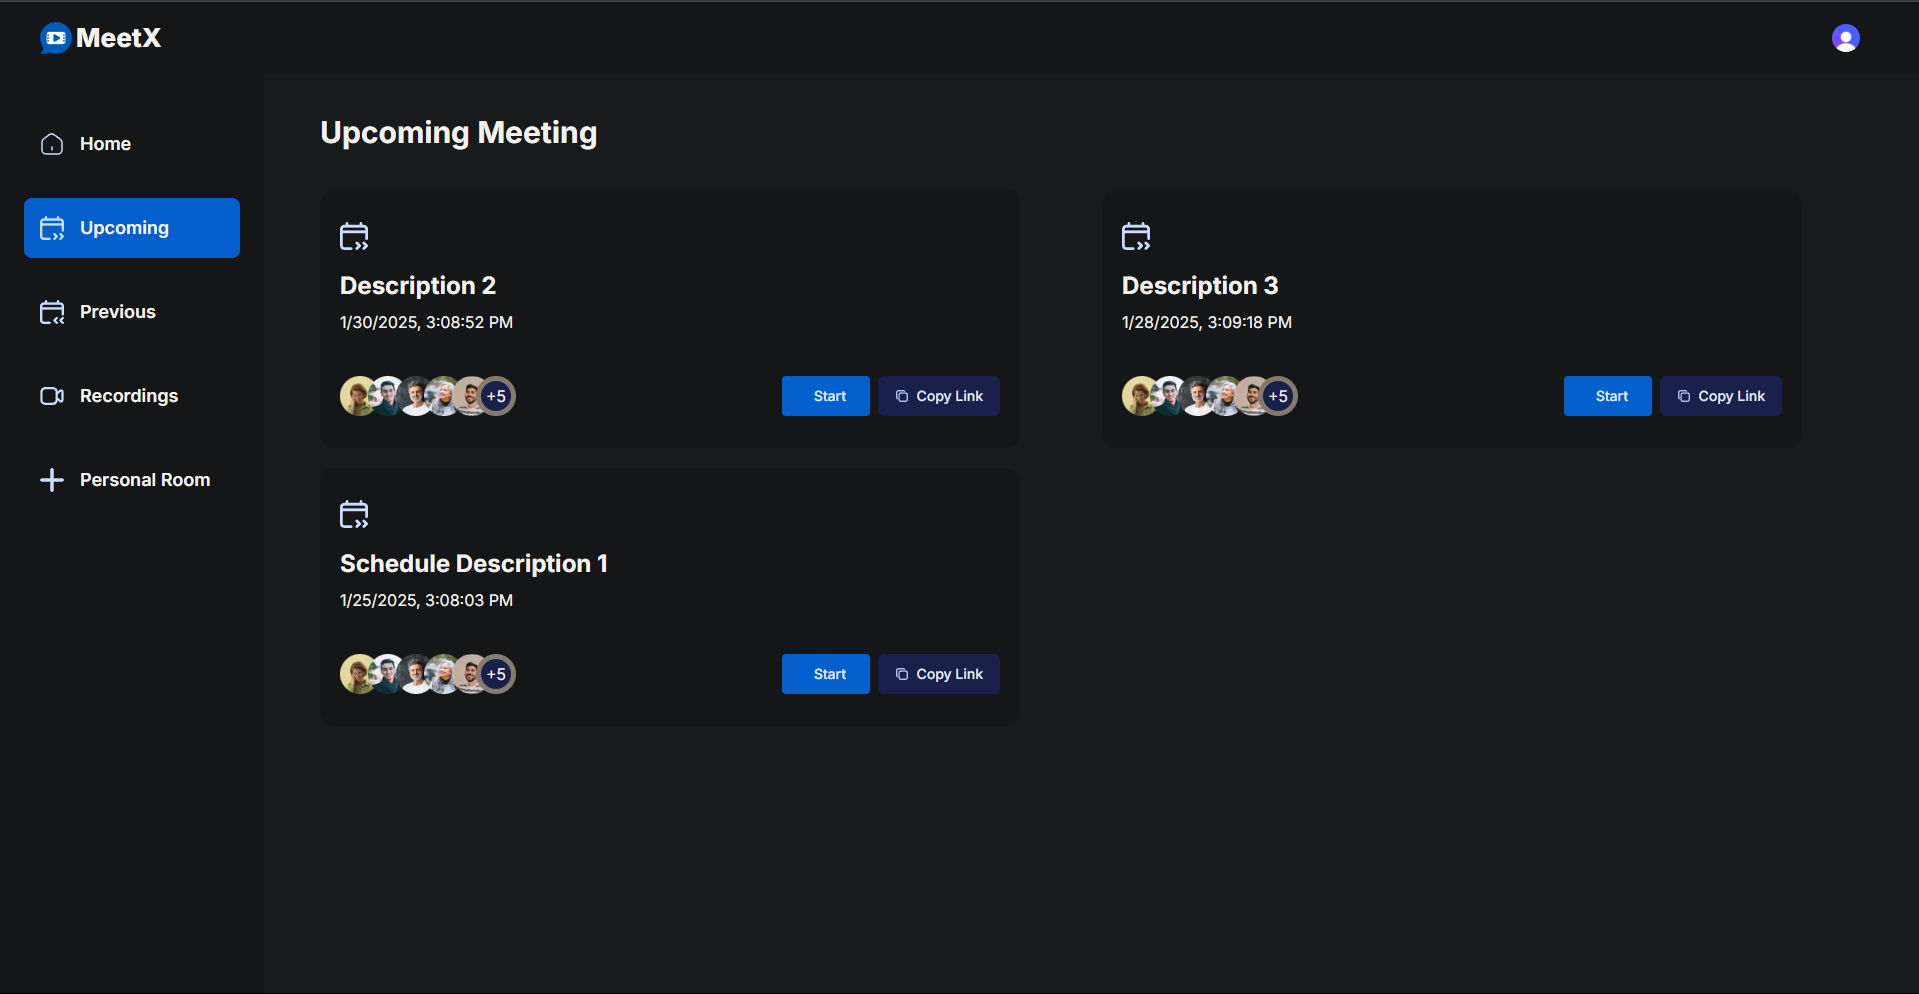 MeetX
Home
Upcoming
Previous
Recordings
Personal Room
Upcoming Meeting
Description 2
1/30/2025, 3:08:52 PM
+5
Start
Copy Link
Description 3
1/28/2025, 3:09:18 PM
+5
Start
Copy Link
Schedule Description 1
1/25/2025, 3:08:03 PM
+5
Start
Copy Link